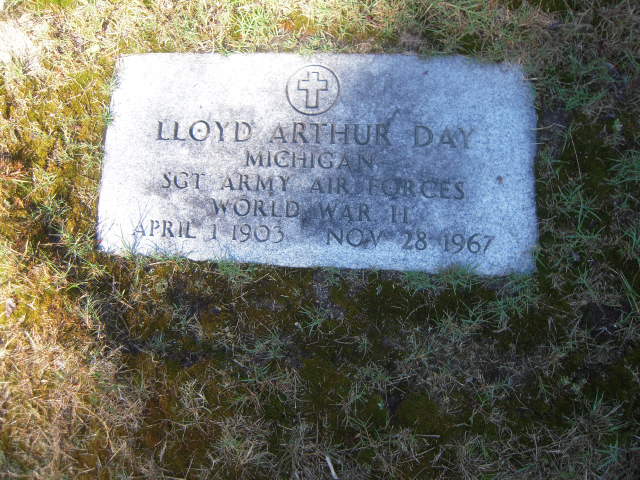 LLOYD ARTHUR DAY
MICHIGAN
SGT ARMY AIR FORCES
WORLD WAR II
APRIL 1 1903 NOV 28 1967